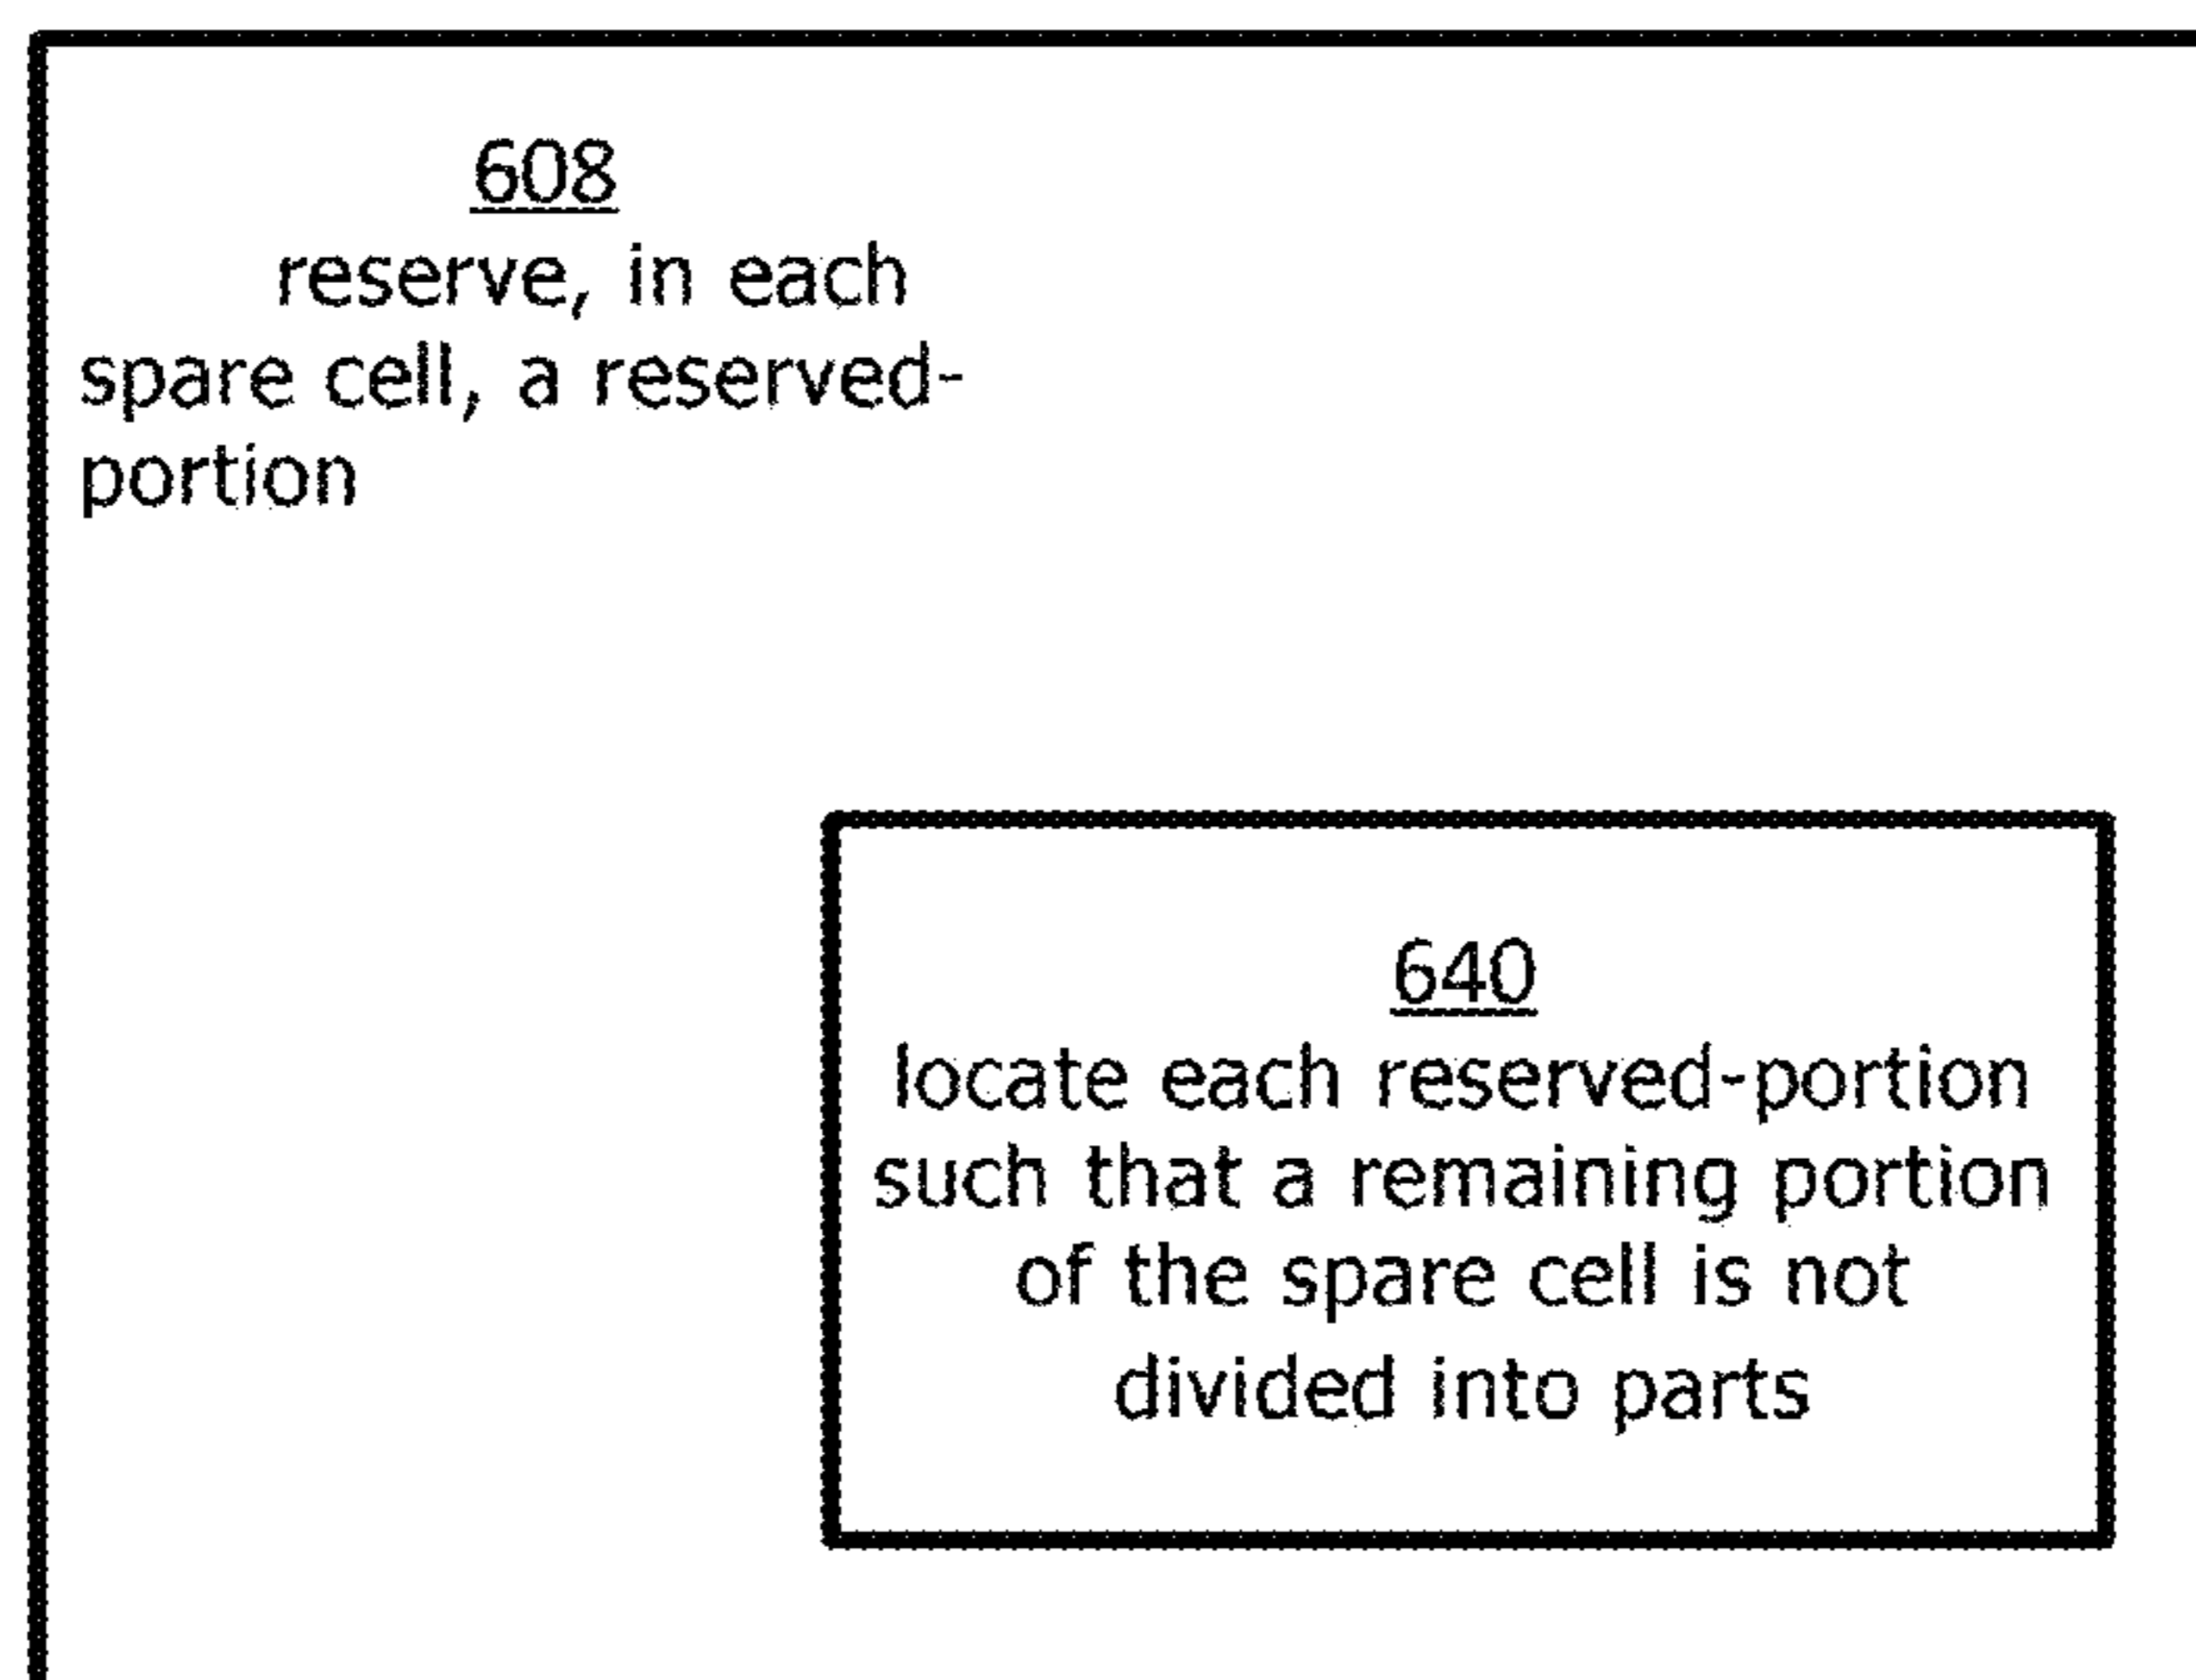 608
reserve, in each
spare cell, a reserved-
portion
640
locate each reserved-portion
such that a remaining portion
of the spare cell is not
divided into parts